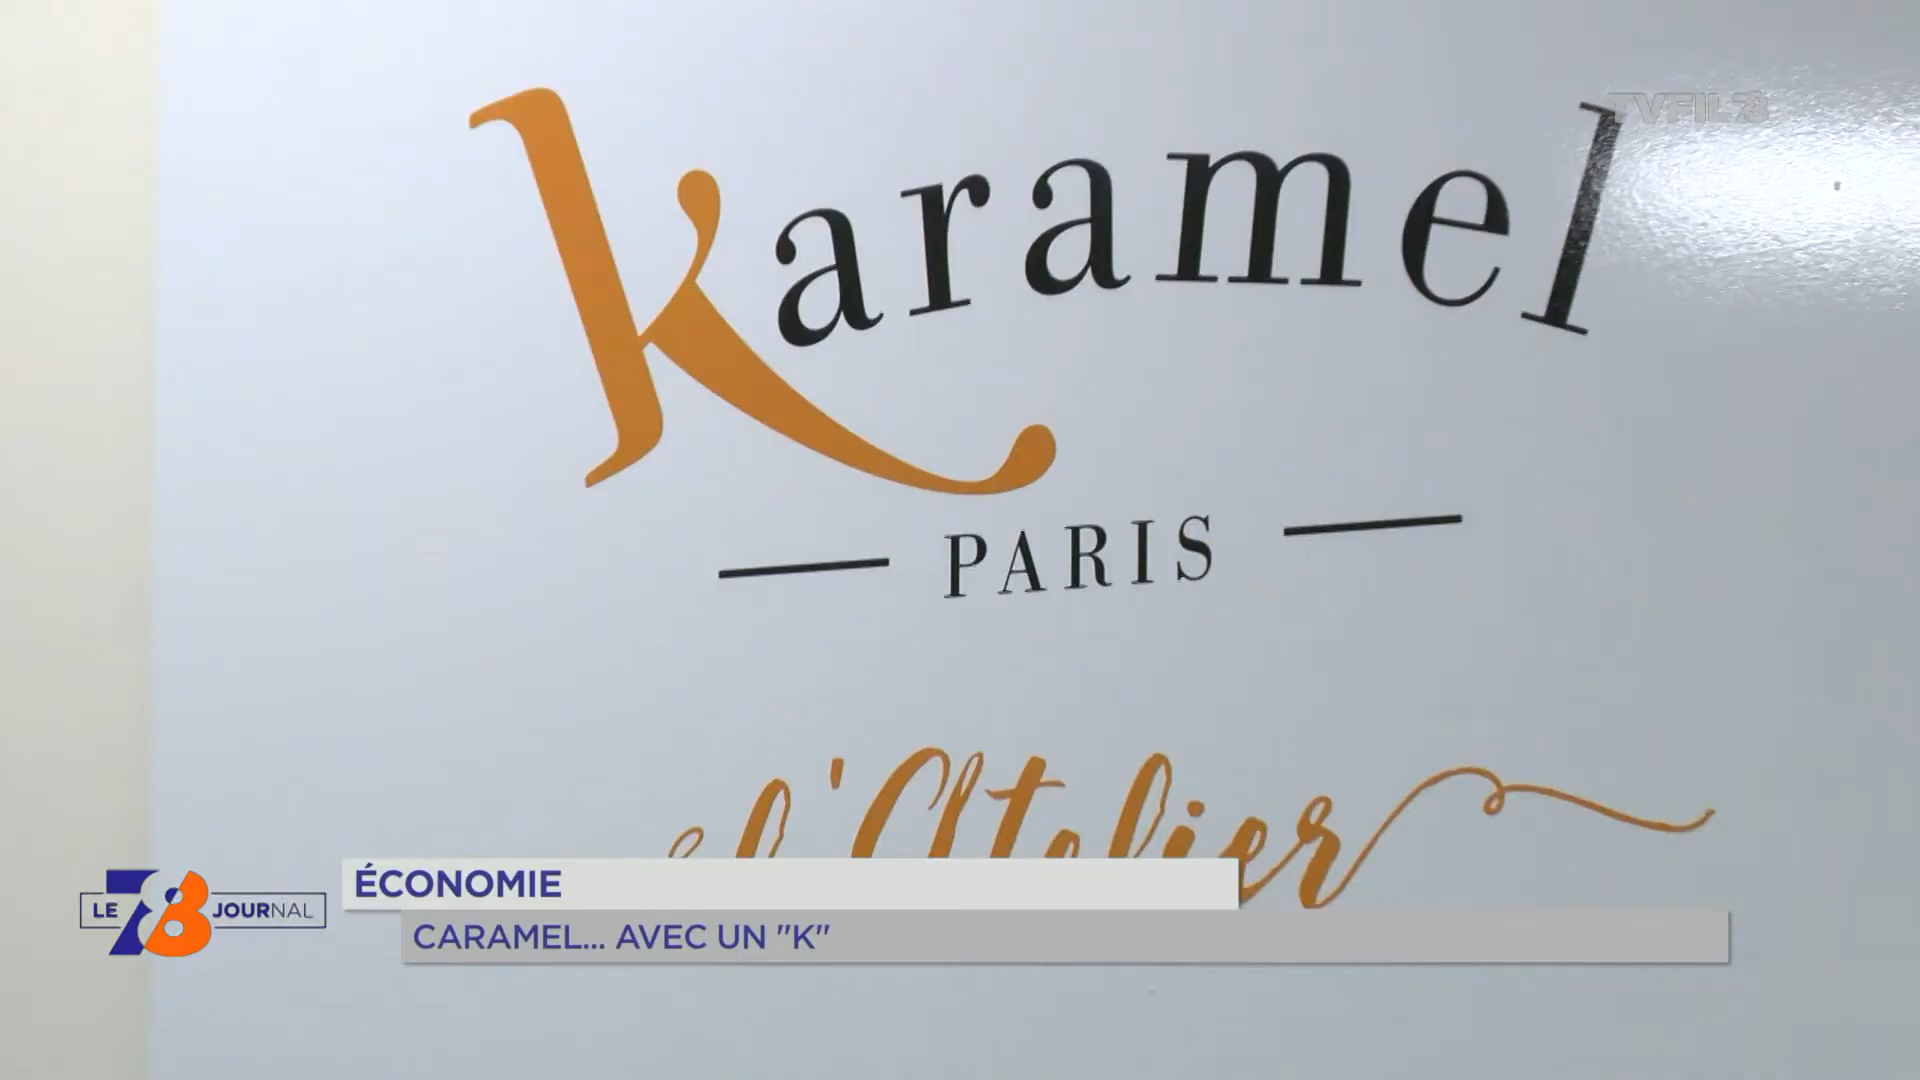 TVFIL78
Karamel
PARIS
l'Atelier
ÉCONOMIE
LE 78 JOURNAL
CARAMEL... AVEC UN "K"